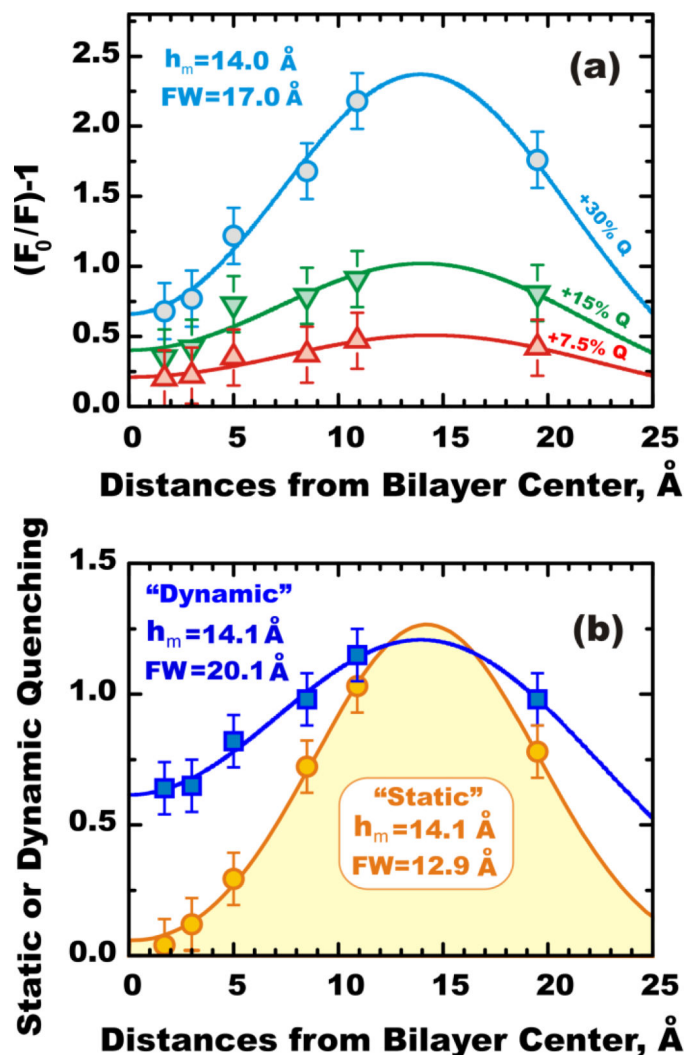 (a)
h_m=14.0 Å
FW=17.0 Å
(F₀/F)-1
2.5
2.0
1.5
1.0
0.5
0.0
+30% Q
+15% Q
+7.5% Q
0 5 10 15 20 25
Distances from Bilayer Center, Å
(b)
"Dynamic"
h_m=14.1 Å
FW=20.1 Å
Static or Dynamic Quenching
1.5
1.0
0.5
0.0
"Static"
h_m=14.1 Å
FW=12.9 Å
0 5 10 15 20 25
Distances from Bilayer Center, Å